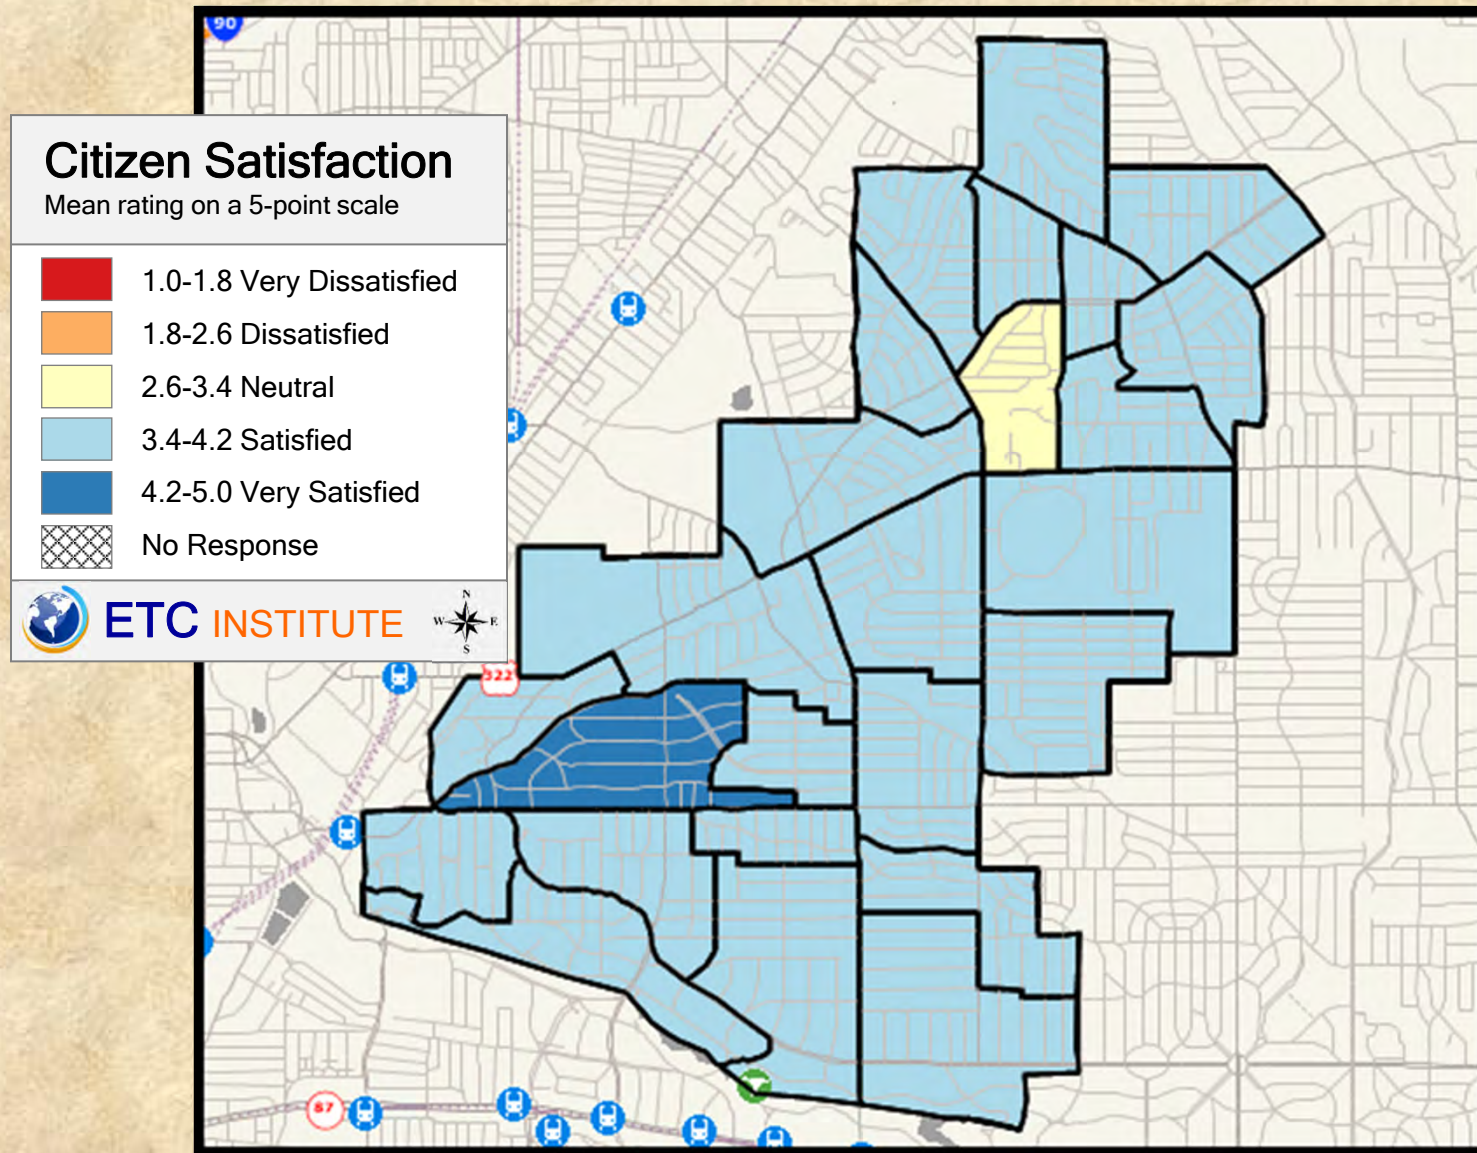 90
Citizen Satisfaction
Mean rating on a 5-point scale
1.0-1.8 Very Dissatisfied
1.8-2.6 Dissatisfied
2.6-3.4 Neutral
3.4-4.2 Satisfied
4.2-5.0 Very Satisfied
No Response
ETC INSTITUTE
N
W E
S
322
87